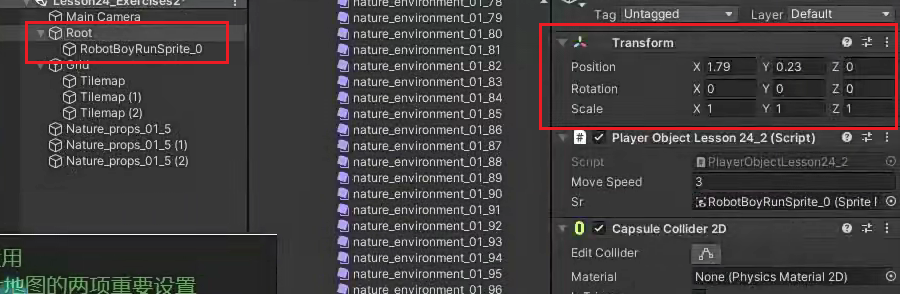 Lesson24_Exercises2*
Main Camera
Root
RobotBoyRunSprite_0
Grid
Tilemap
Tilemap (1)
Tilemap (2)
Nature_props_01_5
Nature_props_01_5 (1)
Nature_props_01_5 (2)
用
地图的两项重要设置
nature_environment_01_78
nature_environment_01_79
nature_environment_01_80
nature_environment_01_81
nature_environment_01_82
nature_environment_01_83
nature_environment_01_84
nature_environment_01_85
nature_environment_01_86
nature_environment_01_87
nature_environment_01_88
nature_environment_01_89
nature_environment_01_90
nature_environment_01_91
nature_environment_01_92
nature_environment_01_93
nature_environment_01_94
nature_environment_01_95
nature_environment_01_96
Tag Untagged Layer Default
Transform
Position X 1.79 Y 0.23 Z 0
Rotation X 0 Y 0 Z 0
Scale X 1 Y 1 Z 1
# Player Object Lesson 24_2 (Script)
Script PlayerObjectLesson24_2
Move Speed 3
Sr RobotBoyRunSprite_0 (Sprite
Capsule Collider 2D
Edit Collider
Material None (Physics Material 2D)